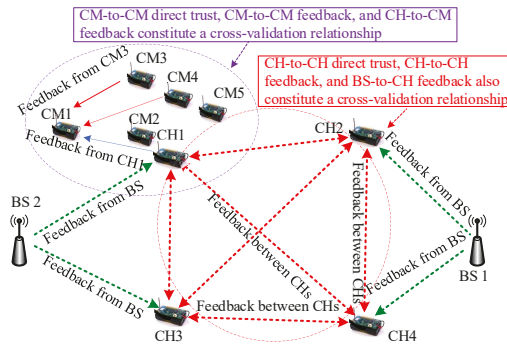 CM-to-CM direct trust, CM-to-CM feedback, and CH-to-CM
feedback constitute a cross-validation relationship
CH-to-CH direct trust, CH-to-CH
feedback, and BS-to-CH feedback also
constitute a cross-validation relationship
Feedback from CM3
CM3
CM4
CM5
CM1
CM2
CH1
Feedback from CH1
CH2
BS 2
Feedback from BS
Feedback from BS
Feedback between CHs
Feedback between CHs
Feedback from BS
Feedback from BS
BS 1
Feedback between CHs
CH3
CH4